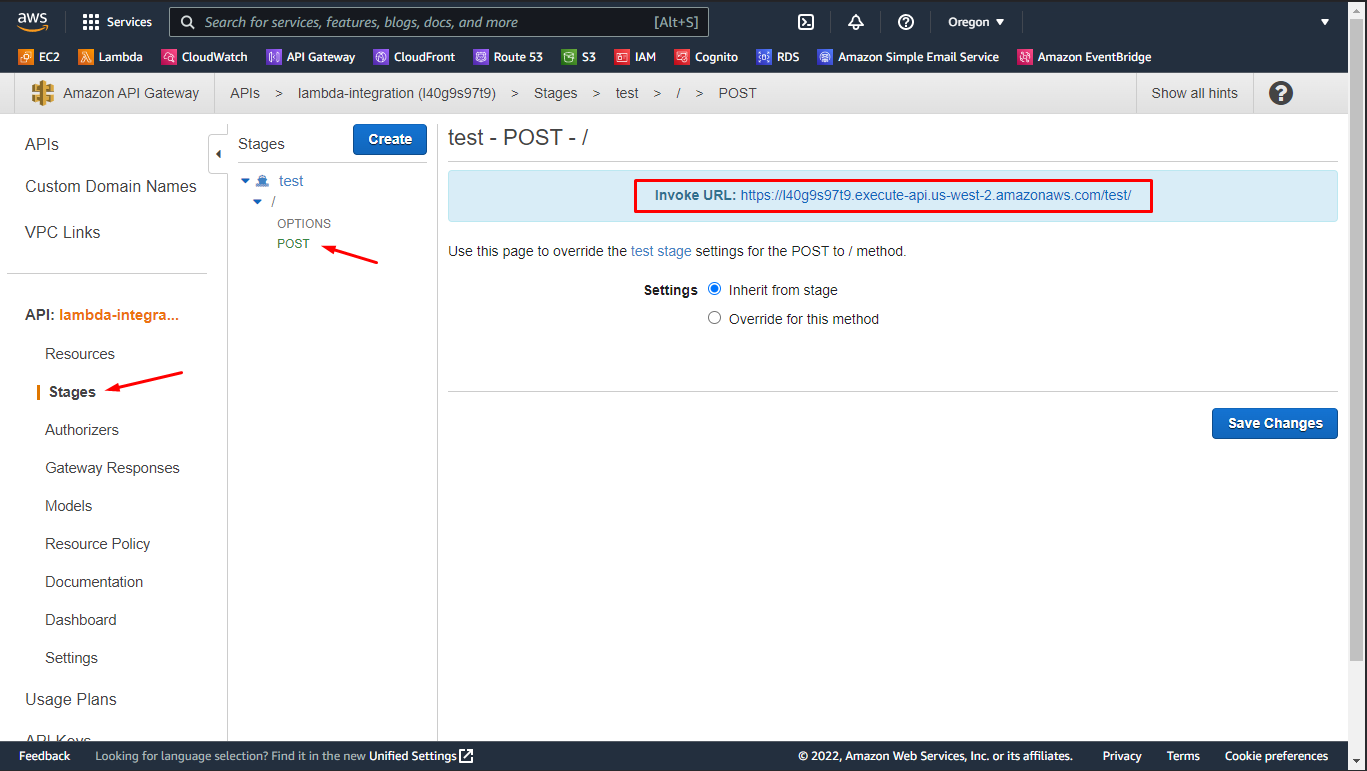 aws Services Search for services, features, blogs, docs, and more [Alt+S] Oregon
EC2 Lambda CloudWatch API Gateway CloudFront Route 53 S3 IAM Cognito RDS Amazon Simple Email Service Amazon EventBridge
Amazon API Gateway APIs > lambda-integration (l40g9s97t9) > Stages > test > / > POST Show all hints ?
APIs
Custom Domain Names
VPC Links
API: lambda-integra...
Resources
Stages
Authorizers
Gateway Responses
Models
Resource Policy
Documentation
Dashboard
Settings
Usage Plans
API Keys
Stages Create
test
/
OPTIONS
POST
test - POST - /
Invoke URL: https://l40g9s97t9.execute-api.us-west-2.amazonaws.com/test/
Use this page to override the test stage settings for the POST to / method.
Settings Inherit from stage
Override for this method
Save Changes
Feedback Looking for language selection? Find it in the new Unified Settings © 2022, Amazon Web Services, Inc. or its affiliates. Privacy Terms Cookie preferences